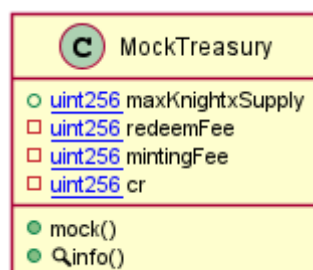 C MockTreasury
uint256 maxKnightxSupply
uint256 redeemFee
uint256 mintingFee
uint256 cr
mock()
info()